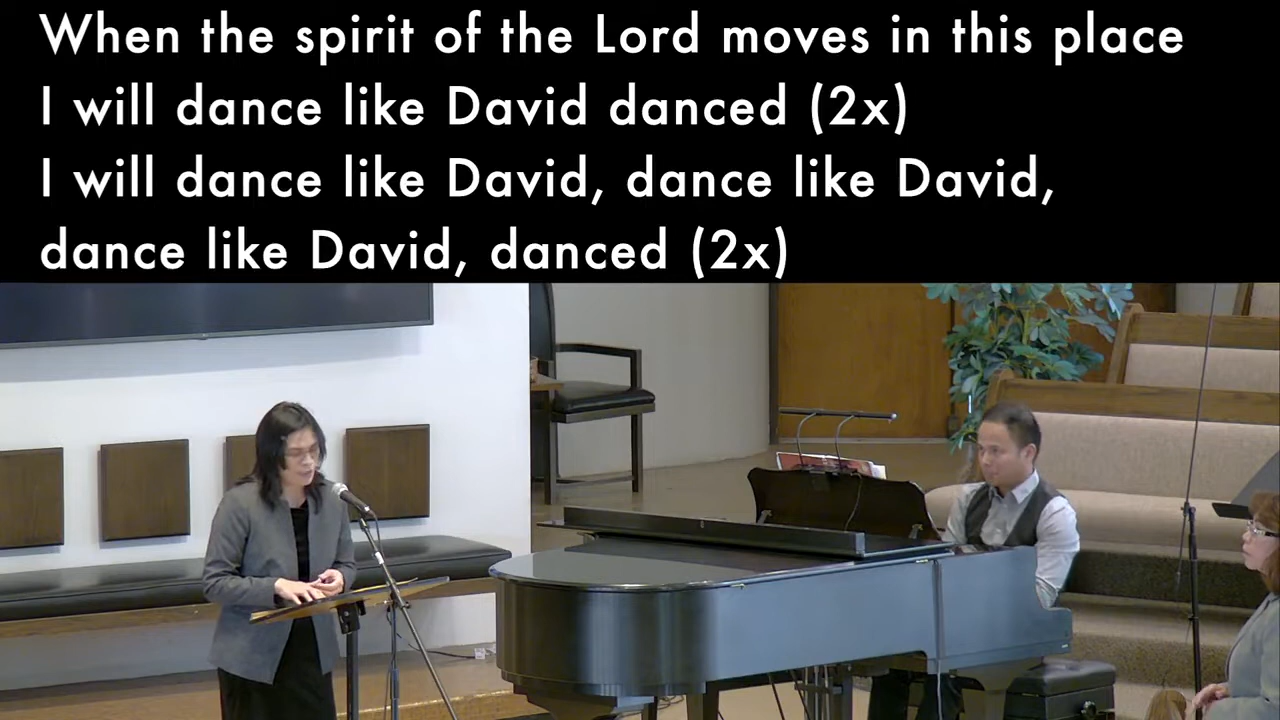 When the spirit of the Lord moves in this place
I will dance like David danced (2x)
I will dance like David, dance like David,
dance like David, danced (2x)